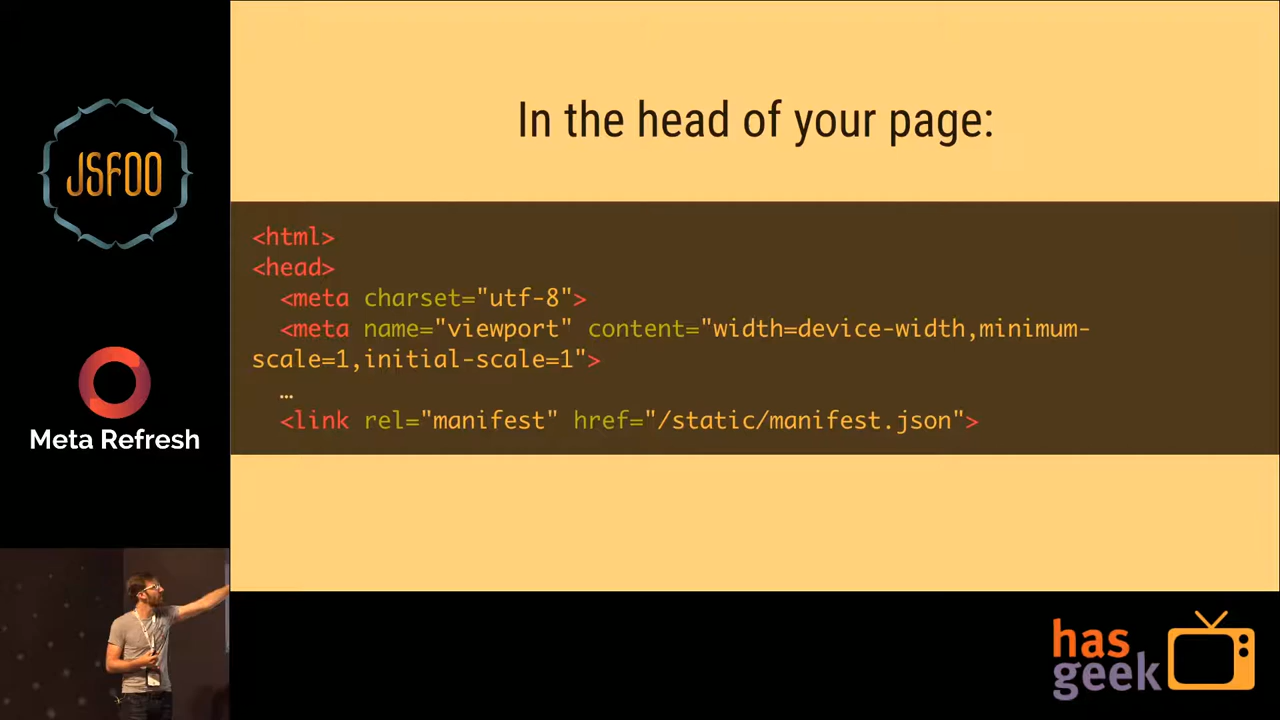 JSFOO
Meta Refresh
In the head of your page:
<html>
<head>
  <meta charset="utf-8">
  <meta name="viewport" content="width=device-width,minimum-
scale=1,initial-scale=1">
  …
  <link rel="manifest" href="/static/manifest.json">
has
geek